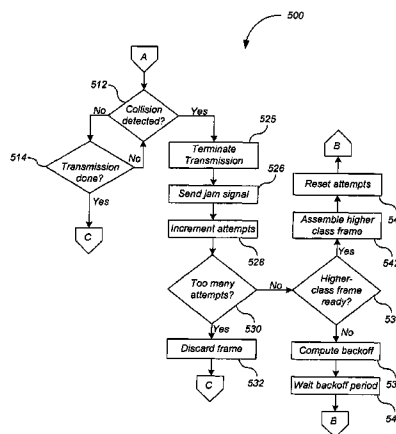 500
A
512
Collision
detected?
No
Yes
514
Transmission
done?
No
Yes
C
525
Terminate
Transmission
526
Send jam signal
Increment attempts
528
Too many
attempts?
530
No
Yes
Discard frame
532
C
B
Reset attempts
Assemble higher
class frame
Yes
Higher-
class frame
ready?
No
Compute backoff
Wait backoff period
B